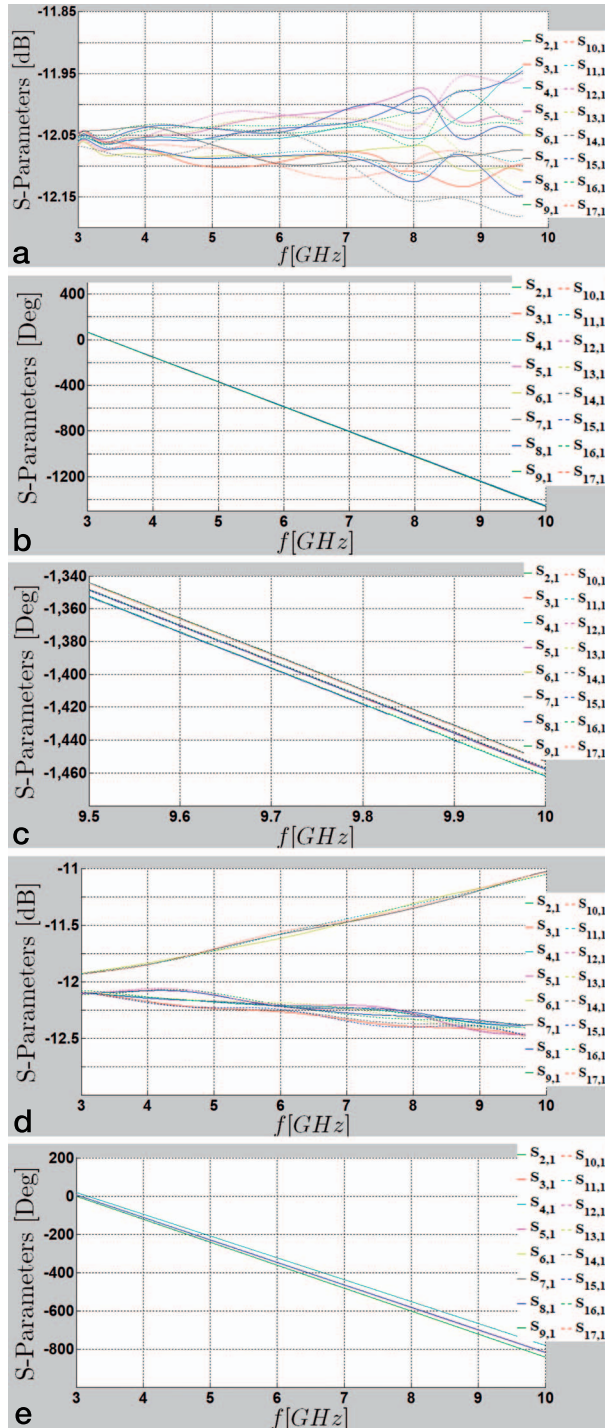 -11.85
-11.95
-12.05
-12.15
S-Parameters [dB]
S2,1 S10,1
S3,1 S11,1
S4,1 S12,1
S5,1 S13,1
S6,1 S14,1
S7,1 S15,1
S8,1 S16,1
S9,1 S17,1
3 4 5 6 7 8 9 10
f[GHz]
a
400
0
-400
-800
-1200
S-Parameters [Deg]
S2,1 S10,1
S3,1 S11,1
S4,1 S12,1
S5,1 S13,1
S6,1 S14,1
S7,1 S15,1
S8,1 S16,1
S9,1 S17,1
3 4 5 6 7 8 9 10
f[GHz]
b
-1,340
-1,360
-1,380
-1,400
-1,420
-1,440
-1,460
S-Parameters [Deg]
S2,1 S10,1
S3,1 S11,1
S4,1 S12,1
S5,1 S13,1
S6,1 S14,1
S7,1 S15,1
S8,1 S16,1
S9,1 S17,1
9.5 9.6 9.7 9.8 9.9 10
f[GHz]
c
-11
-11.5
-12
-12.5
S-Parameters [dB]
S2,1 S10,1
S3,1 S11,1
S4,1 S12,1
S5,1 S13,1
S6,1 S14,1
S7,1 S15,1
S8,1 S16,1
S9,1 S17,1
3 4 5 6 7 8 9 10
f[GHz]
d
200
0
-200
-400
-600
-800
S-Parameters [Deg]
S2,1 S10,1
S3,1 S11,1
S4,1 S12,1
S5,1 S13,1
S6,1 S14,1
S7,1 S15,1
S8,1 S16,1
S9,1 S17,1
3 4 5 6 7 8 9 10
f[GHz]
e